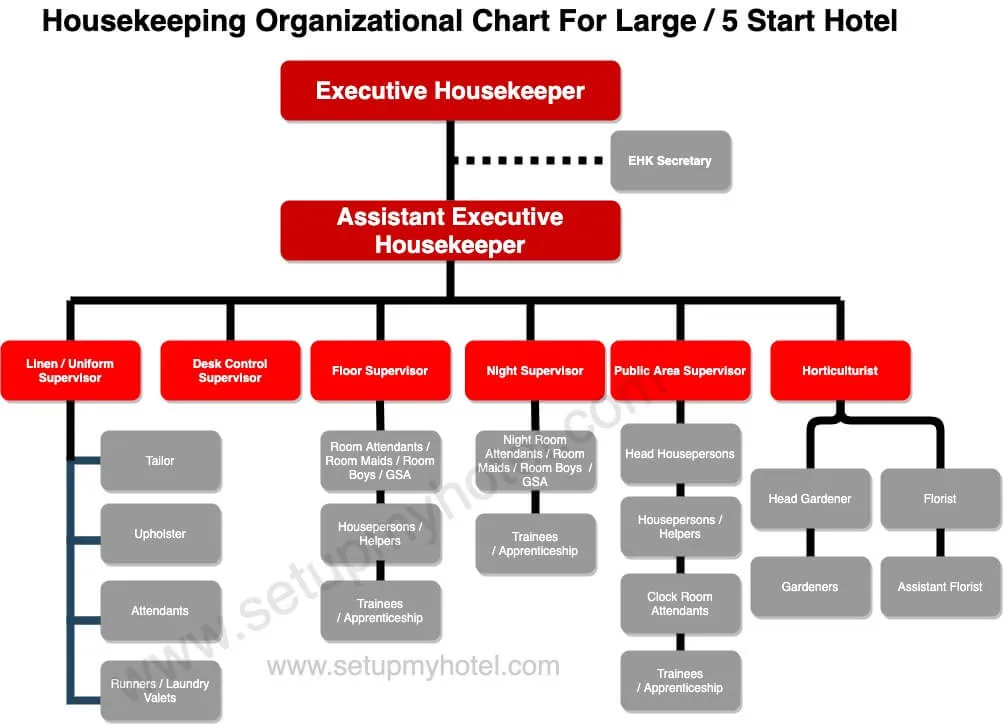 Housekeeping Organizational Chart For Large / 5 Start Hotel
Executive Housekeeper
EHK Secretary
Assistant Executive
Housekeeper
Linen / Uniform
Supervisor
Desk Control
Supervisor
Floor Supervisor
Night Supervisor
Public Area Supervisor
Horticulturist
Tailor
Upholster
Attendants
Runners / Laundry
Valets
Room Attendants /
Room Maids / Room
Boys / GSA
Housepersons /
Helpers
Trainees
/ Apprenticeship
Night Room
Attendants / Room
Maids / Room Boys /
GSA
Trainees
/ Apprenticeship
Head Housepersons
Housepersons /
Helpers
Clock Room
Attendants
Trainees
/ Apprenticeship
Head Gardener
Gardeners
Florist
Assistant Florist
www.setupmyhotel.com
www.setupmyhotel.com